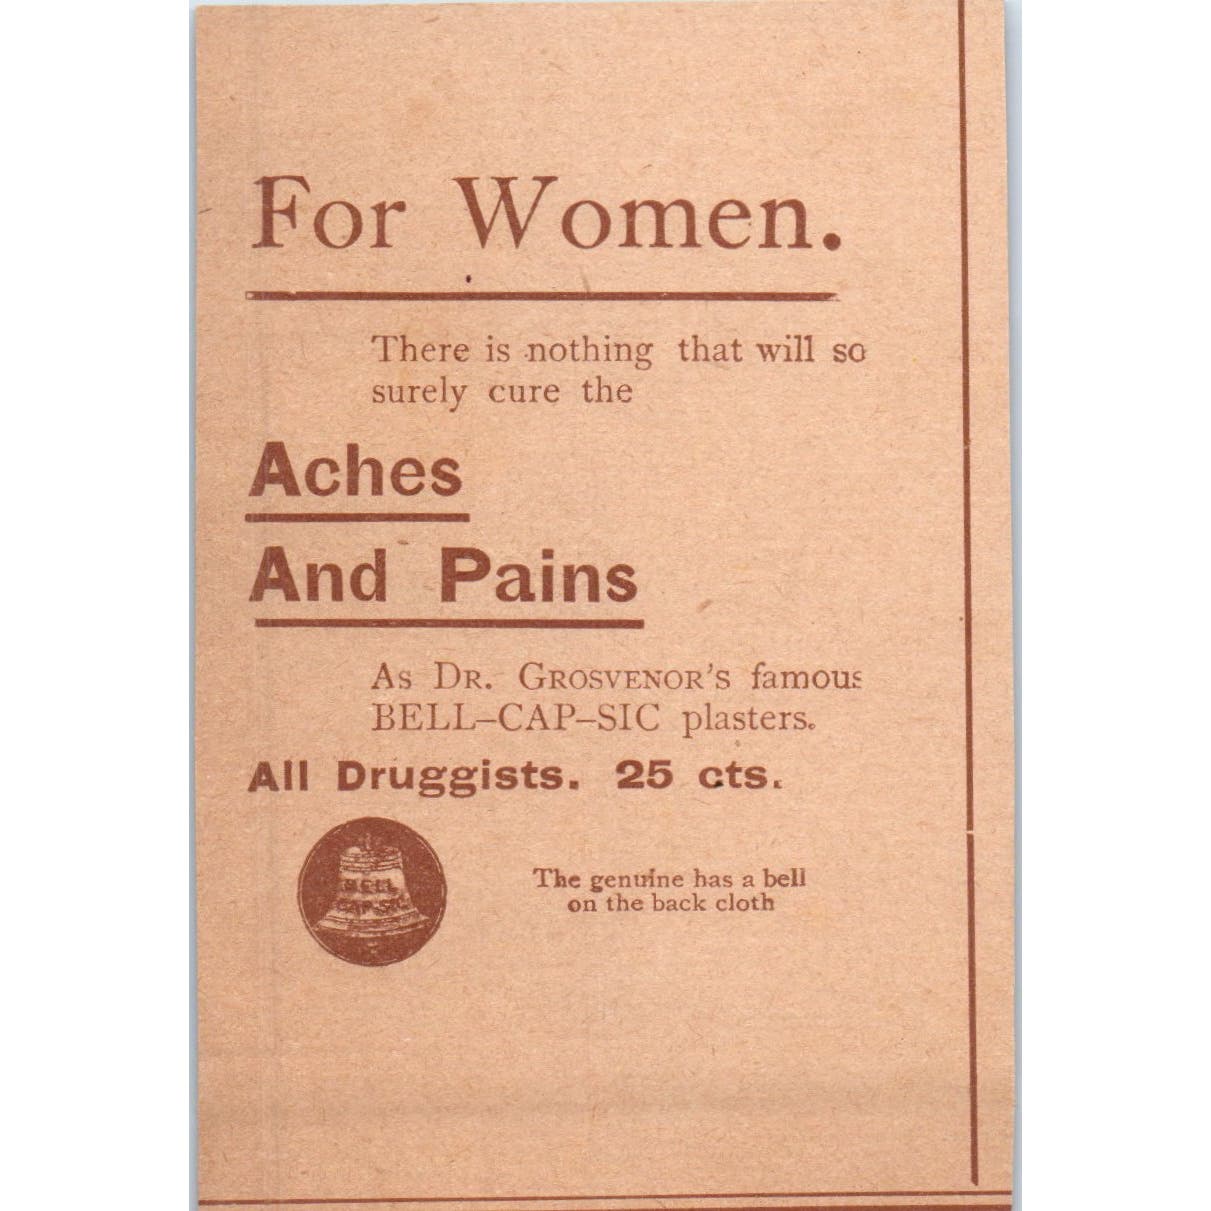 For Women.
There is nothing that will so
surely cure the
Aches
And Pains
As DR. GROSVENOR'S famous
BELL-CAP-SIC plasters.
All Druggists. 25 cts.
BELL
CAP-SIC
The genuine has a bell
on the back cloth